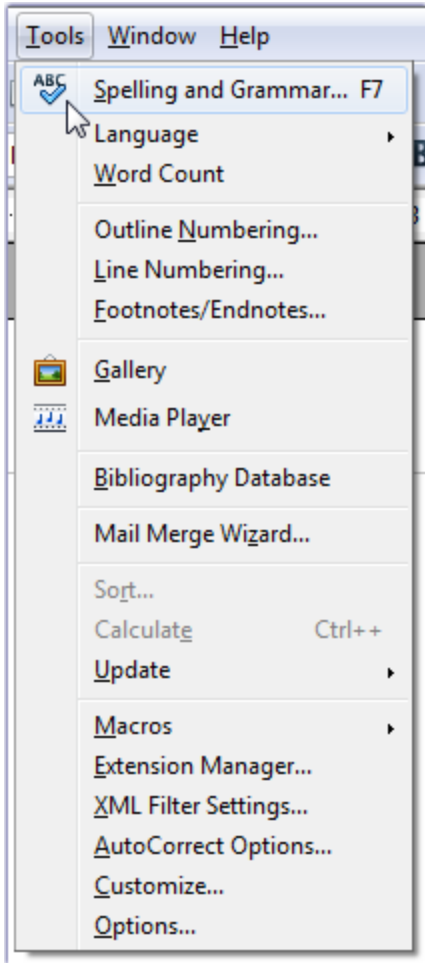 Tools Window Help
ABC
Spelling and Grammar... F7
Language
Word Count
Outline Numbering...
Line Numbering...
Footnotes/Endnotes...
Gallery
Media Player
Bibliography Database
Mail Merge Wizard...
Sort...
Calculate Ctrl++
Update
Macros
Extension Manager...
XML Filter Settings...
AutoCorrect Options...
Customize...
Options...